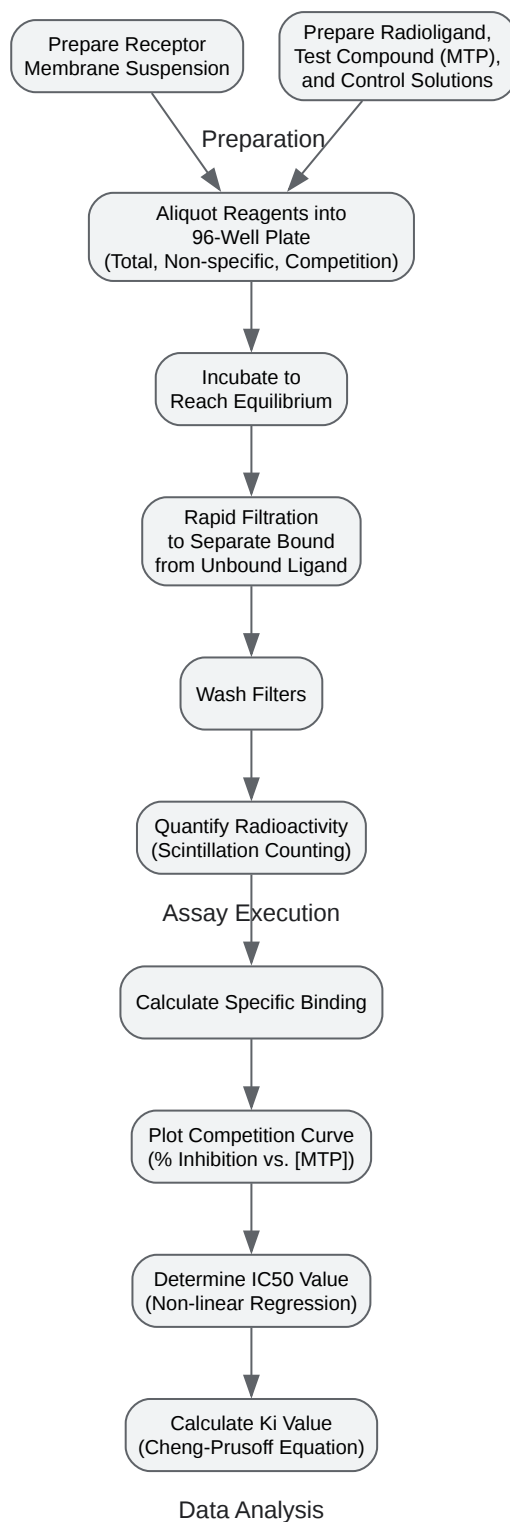 Prepare Receptor
Membrane Suspension
Prepare Radioligand,
Test Compound (MTP),
and Control Solutions
Preparation
Aliquot Reagents into
96-Well Plate
(Total, Non-specific, Competition)
Incubate to
Reach Equilibrium
Rapid Filtration
to Separate Bound
from Unbound Ligand
Wash Filters
Quantify Radioactivity
(Scintillation Counting)
Assay Execution
Calculate Specific Binding
Plot Competition Curve
(% Inhibition vs. [MTP])
Determine IC50 Value
(Non-linear Regression)
Calculate Ki Value
(Cheng-Prusoff Equation)
Data Analysis